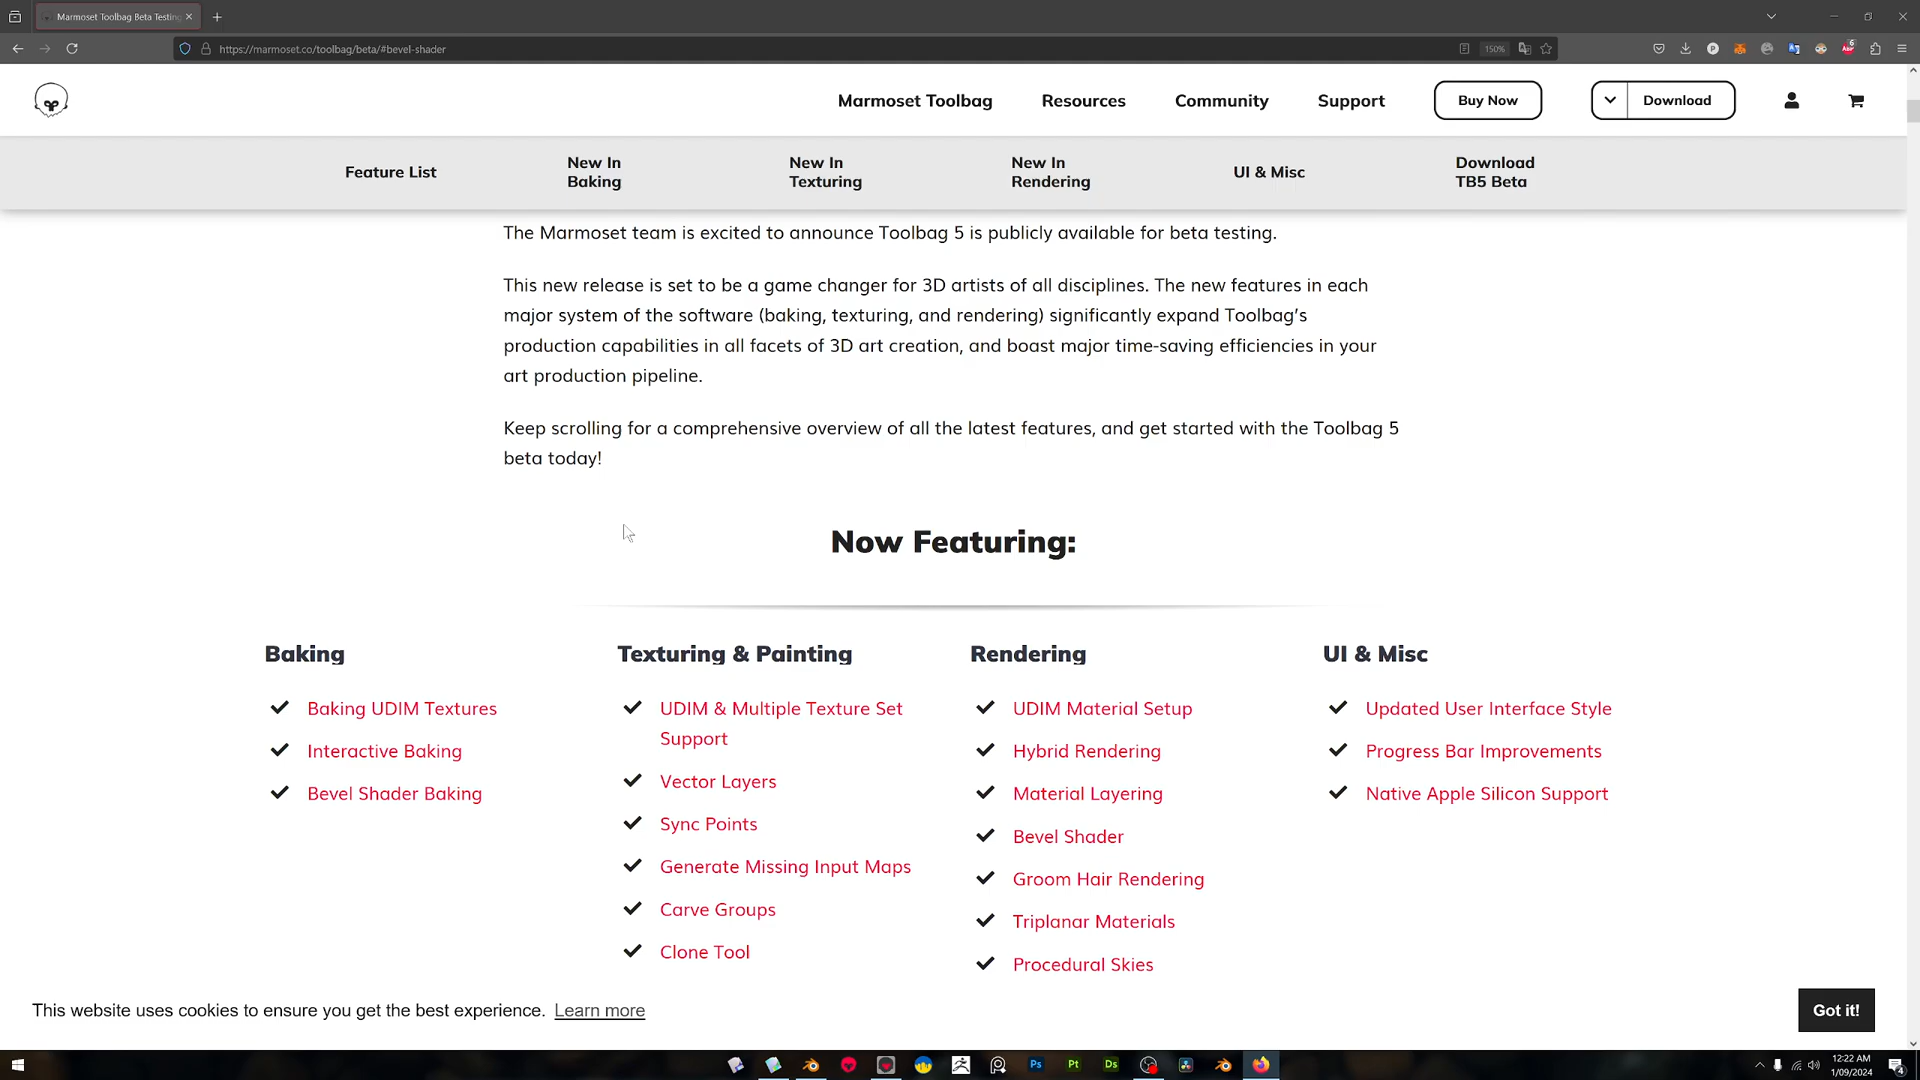 Marmoset Toolbag Beta Testing
https://marmoset.co/toolbag/beta/#bevel-shader
150%
Marmoset Toolbag
Resources
Community
Support
Buy Now
Download
Feature List
New In
Baking
New In
Texturing
New In
Rendering
UI & Misc
Download
TB5 Beta
The Marmoset team is excited to announce Toolbag 5 is publicly available for beta testing.
This new release is set to be a game changer for 3D artists of all disciplines. The new features in each
major system of the software (baking, texturing, and rendering) significantly expand Toolbag's
production capabilities in all facets of 3D art creation, and boast major time-saving efficiencies in your
art production pipeline.
Keep scrolling for a comprehensive overview of all the latest features, and get started with the Toolbag 5
beta today!
Now Featuring:
Baking
Baking UDIM Textures
Interactive Baking
Bevel Shader Baking
Texturing & Painting
UDIM & Multiple Texture Set
Support
Vector Layers
Sync Points
Generate Missing Input Maps
Carve Groups
Clone Tool
Rendering
UDIM Material Setup
Hybrid Rendering
Material Layering
Bevel Shader
Groom Hair Rendering
Triplanar Materials
Procedural Skies
UI & Misc
Updated User Interface Style
Progress Bar Improvements
Native Apple Silicon Support
This website uses cookies to ensure you get the best experience. Learn more
Got it!
Ps
Pt
Ds
12:22 AM
1/09/2024